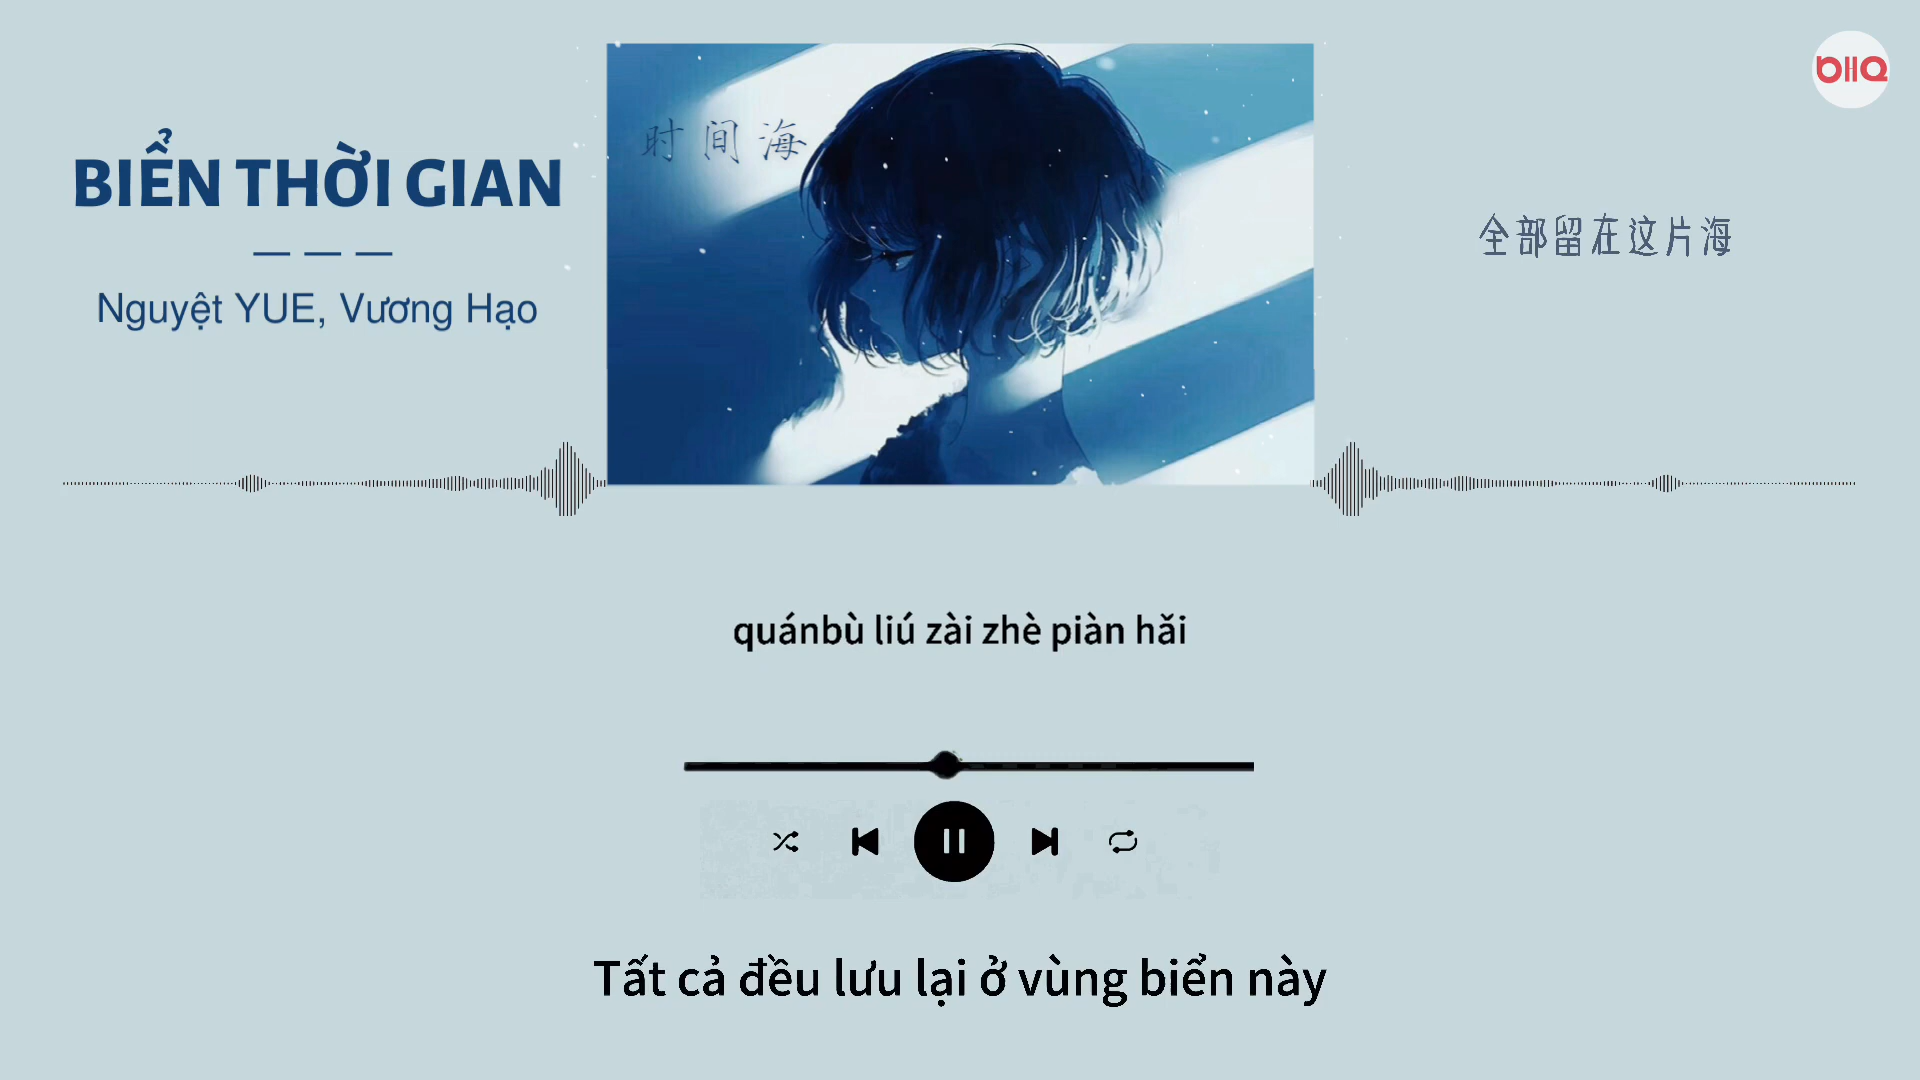 BIỂN THỜI GIAN
Nguyệt YUE, Vương Hạo
时间海
全部留在这片海
bHQ
quánbù liú zài zhè piàn hǎi
Tất cả đều lưu lại ở vùng biển này